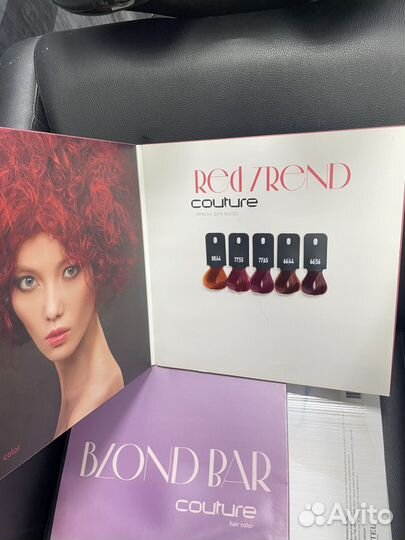 Red TREND
couture
КРАСКА ДЛЯ ВОЛОС
8844
7755
7765
6644
6656
color
BLOND BAR
couture
hair color
Avito